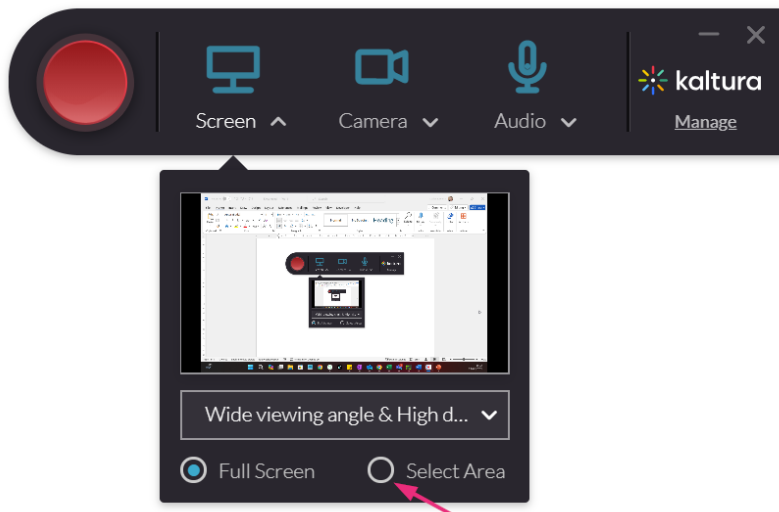 kaltura
Screen Camera Audio Manage
Wide viewing angle & High d...
Full Screen Select Area